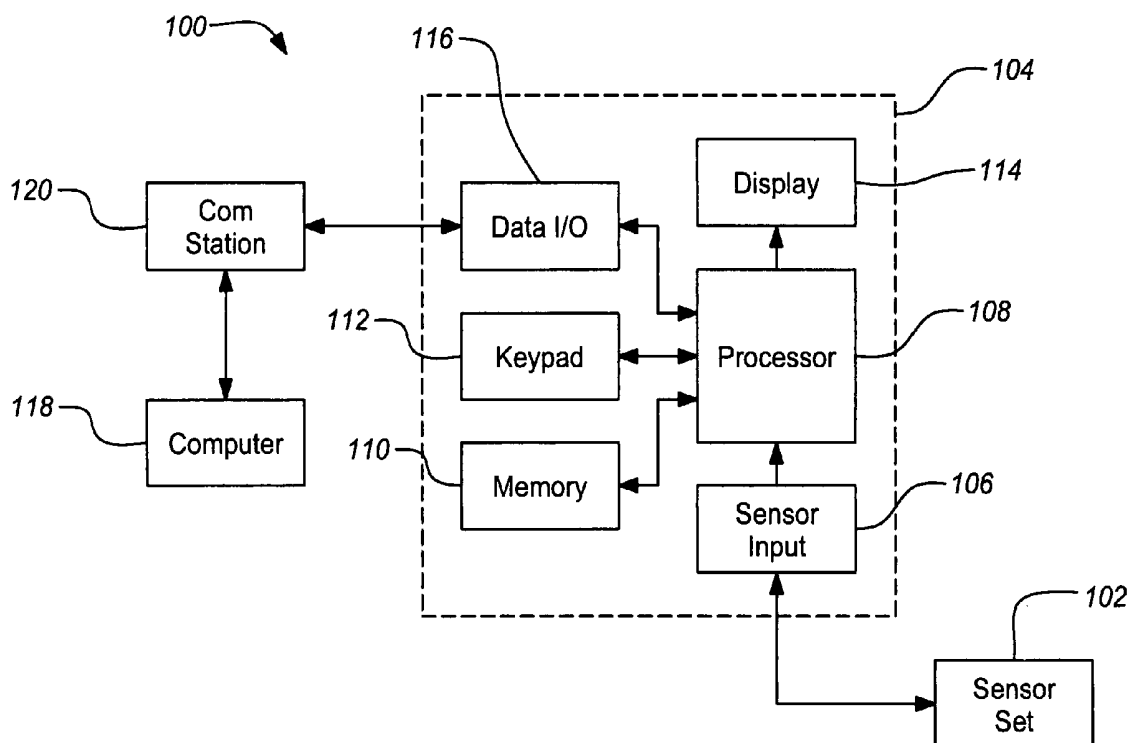 100
116
104
120
Com
Station
Data I/O
Display
114
112
Keypad
Processor
108
118
Computer
110
Memory
Sensor
Input
106
102
Sensor
Set